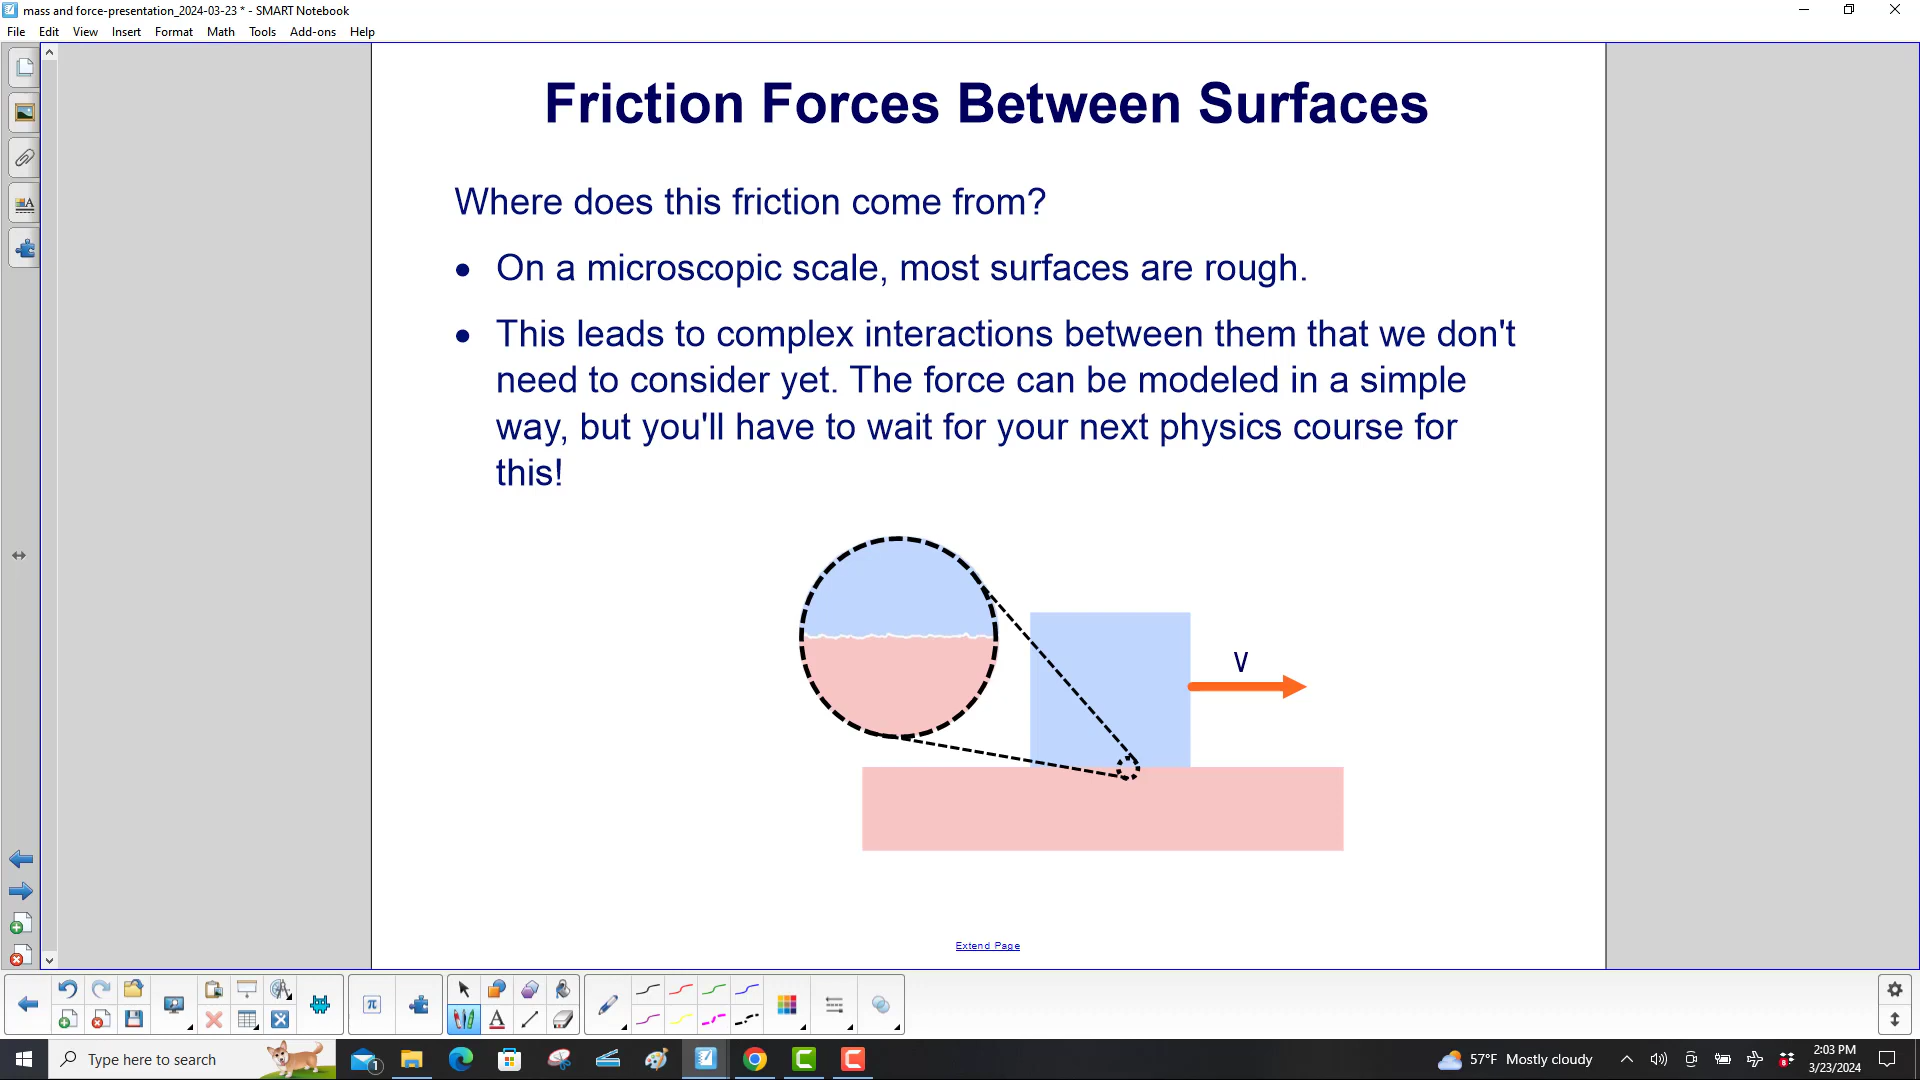 mass and force-presentation_2024-03-23 * - SMART Notebook
File Edit View Insert Format Math Tools Add-ons Help
Friction Forces Between Surfaces
Where does this friction come from?
• On a microscopic scale, most surfaces are rough.
• This leads to complex interactions between them that we don't
need to consider yet. The force can be modeled in a simple
way, but you'll have to wait for your next physics course for
this!
V
Extend Page
π
A
Type here to search
1
57°F Mostly cloudy
2:03 PM
3/23/2024